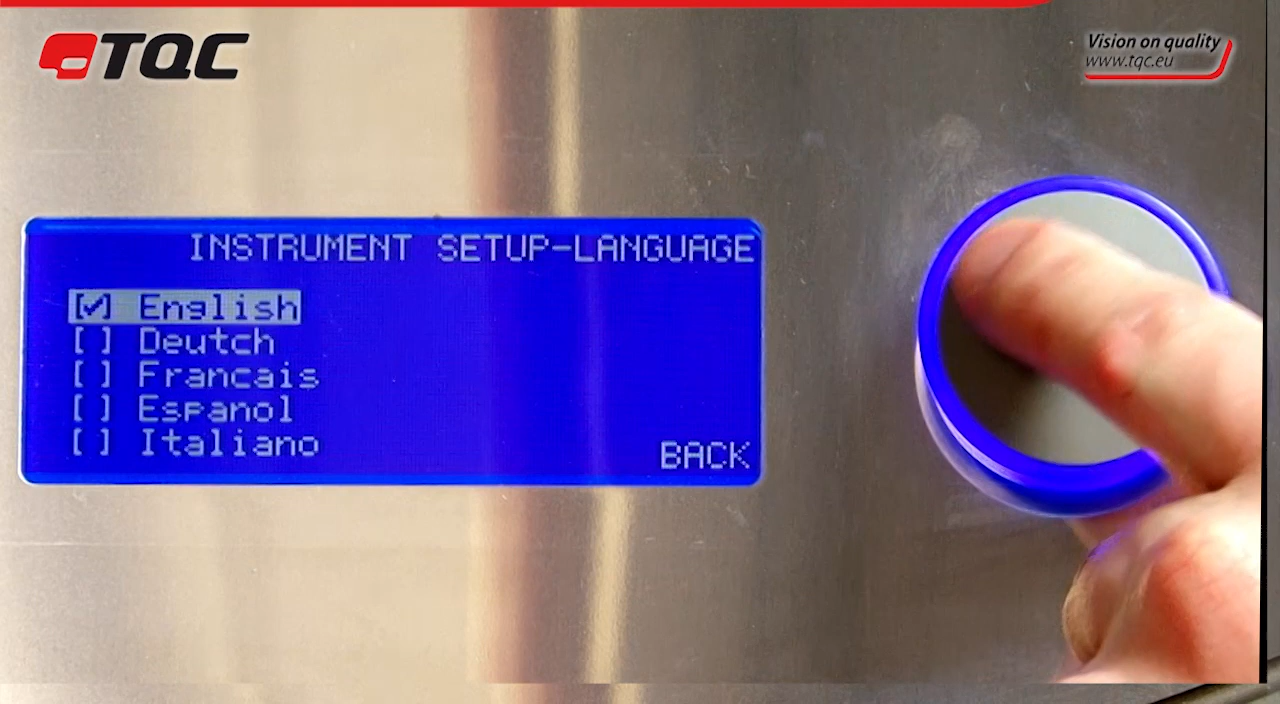 TQC
Vision on quality
www.tqc.eu
INSTRUMENT SETUP-LANGUAGE
[✓] English
[ ] Deutch
[ ] Francais
[ ] Espanol
[ ] Italiano
BACK